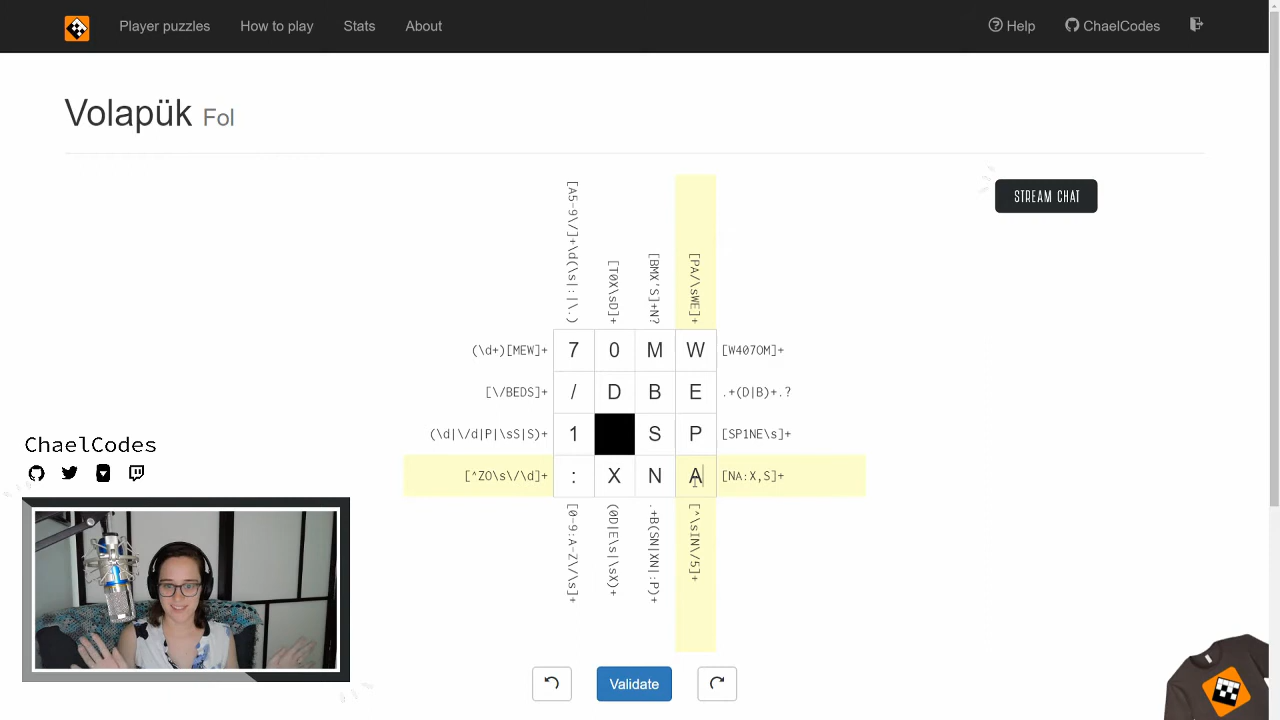 Player puzzles How to play Stats About Help ChaelCodes
Volapük Fol
STREAM CHAT
[A5-9\/]+\d(\s|:|\.)
[T0X\sD]+
[BMX'S]+N?
[PA/\sWE]+
(\d+)[MEW]+ 7 0 M W [W407OM]+
[\/BEDS]+ / D B E .+(D|B)+.?
(\d|\/d|P|\sS|S)+ 1 S P [SP1NE\s]+
[^ZO\s\/\d]+ : X N A [NA:X,S]+
[0-9:A-Z\/\s]+
(0D|E\s|\sX)+
.+B(SN|XN|:P)+
[^\sIN\/5]+
ChaelCodes
Validate